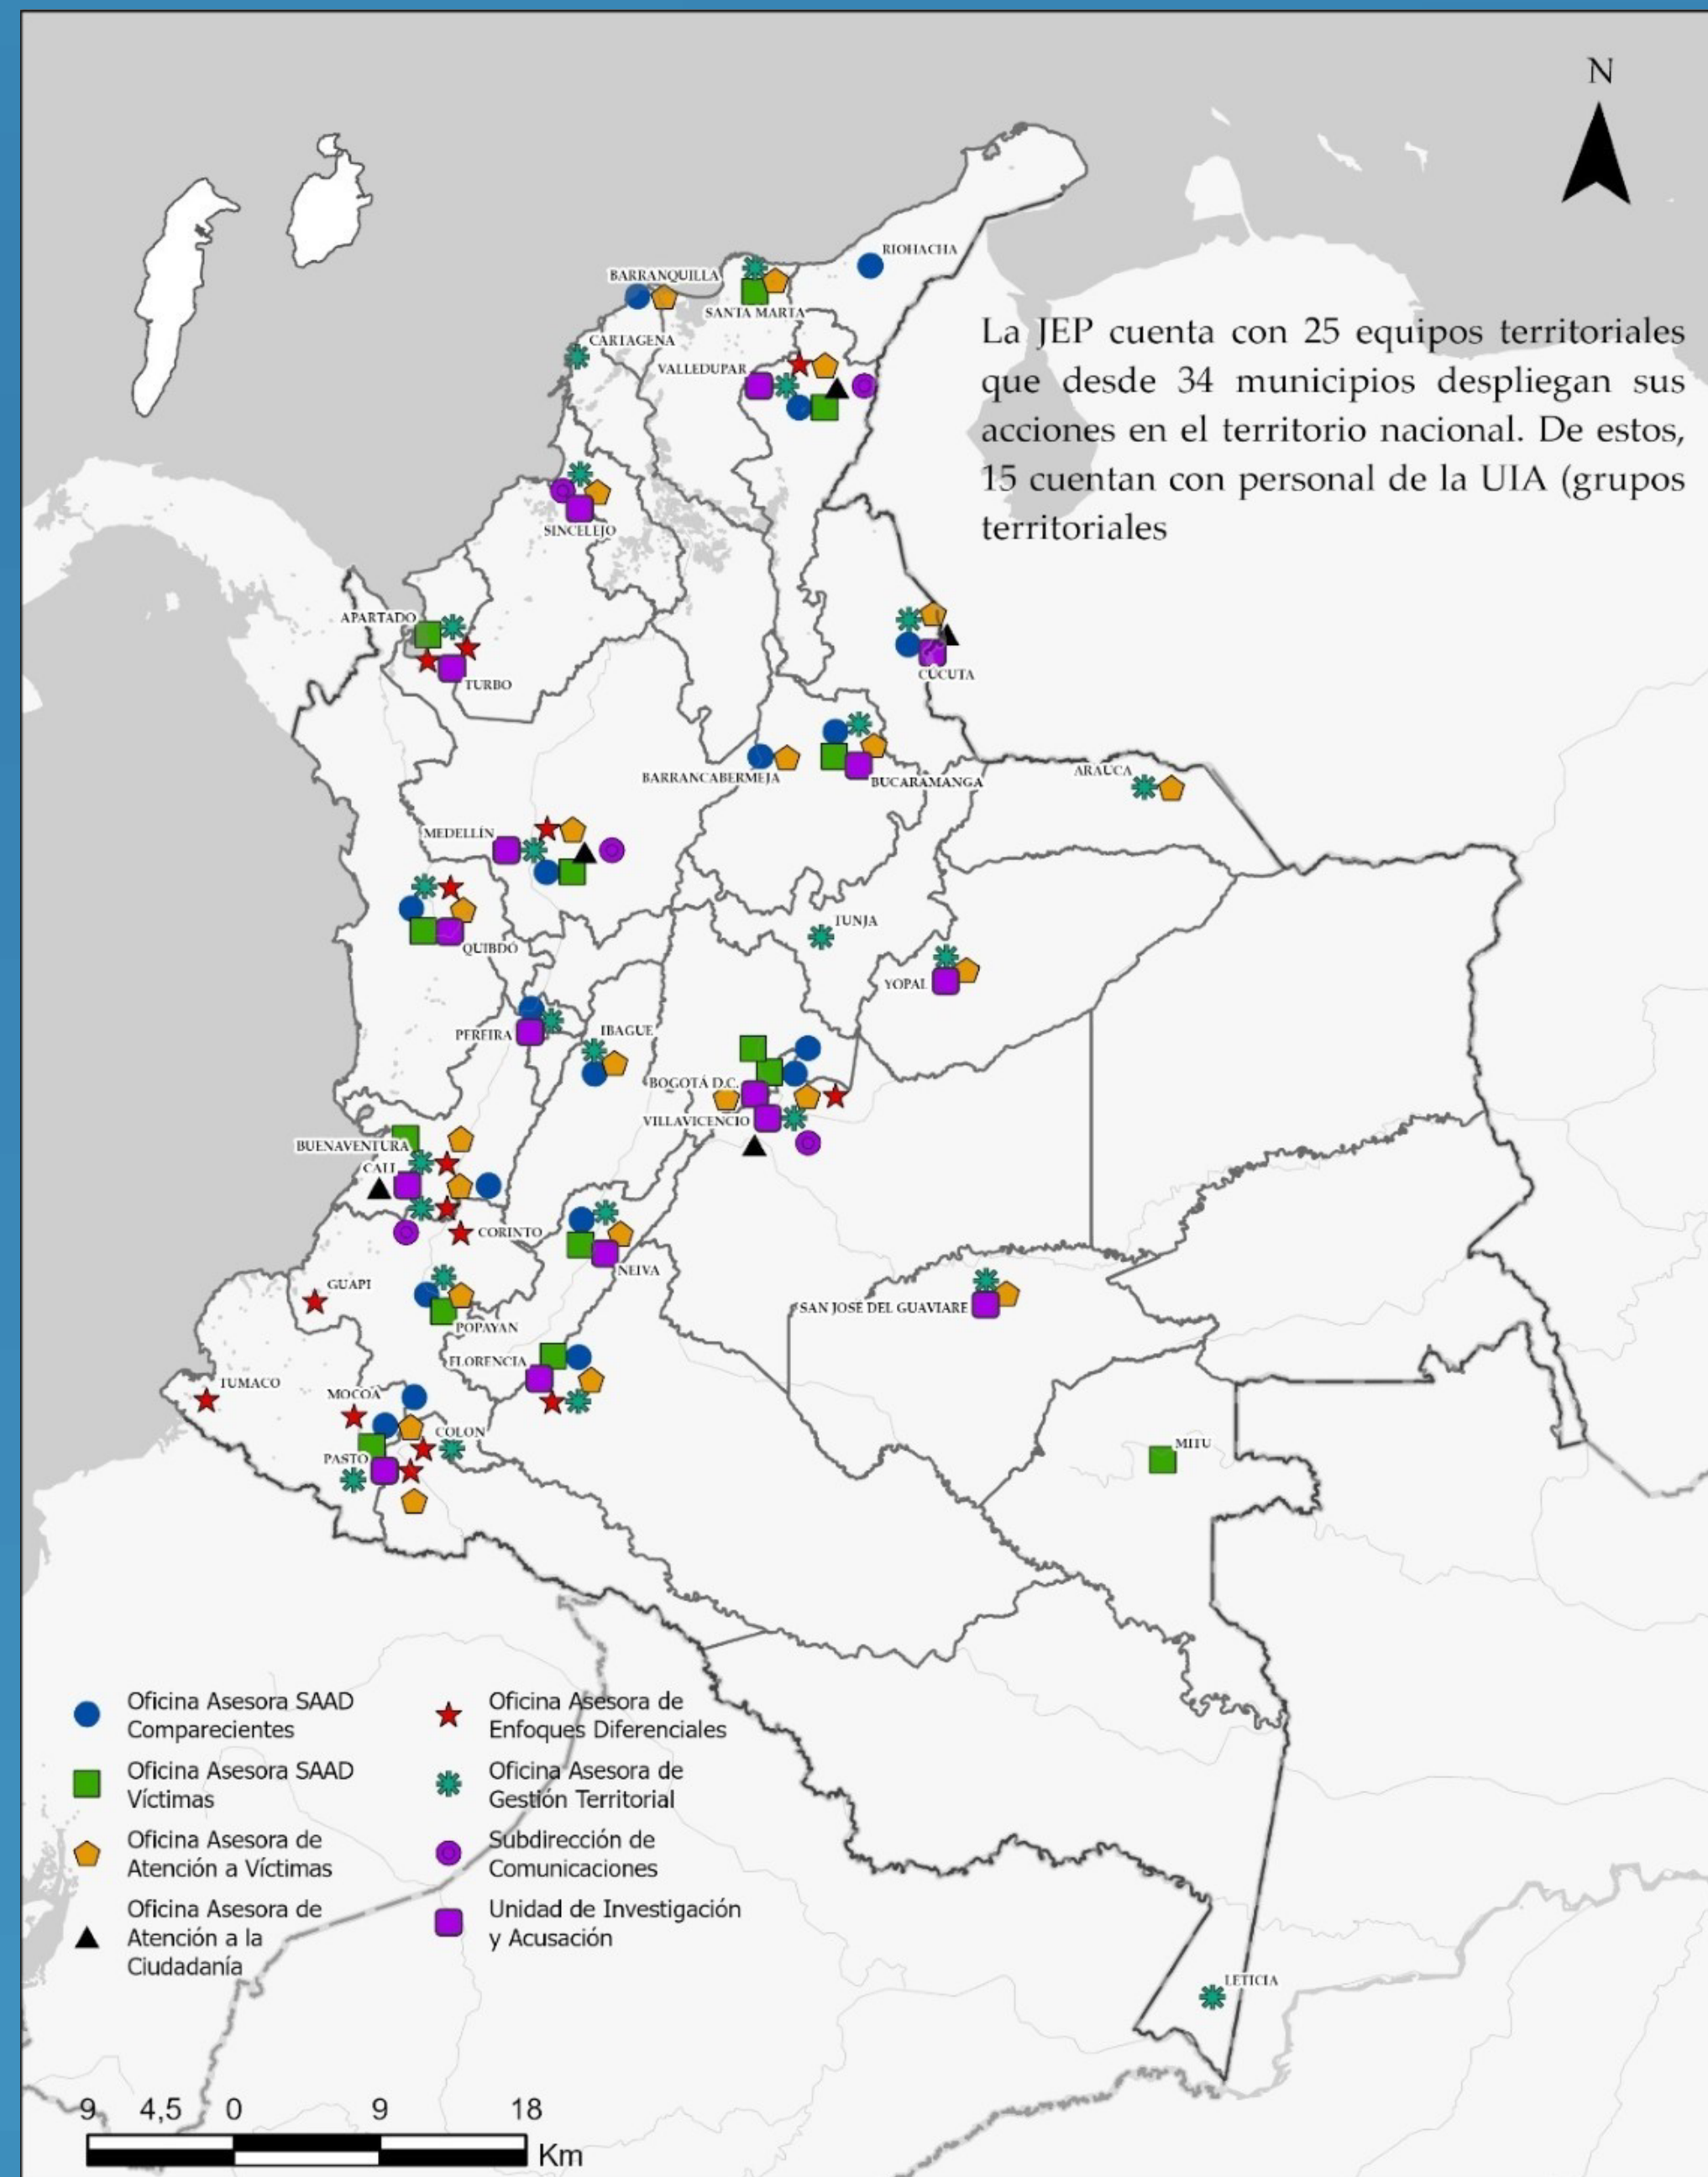 N
RIOHACHA
BARRANQUILLA
SANTA MARTA
CARTAGENA
VALLEDUPAR
La JEP cuenta con 25 equipos territoriales
que desde 34 municipios despliegan sus
acciones en el territorio nacional. De estos,
15 cuentan con personal de la UIA (grupos
territoriales
SINCELEJO
APARTADO
TURBO
CÚCUTA
BARRANCABERMEJA
BUCARAMANGA
ARAUCA
MEDELLÍN
QUIBDÓ
TUNJA
YOPAL
PEREIRA
IBAGUE
BOGOTÁ D.C.
VILLAVICENCIO
BUENAVENTURA
CALI
CORINTO
NEIVA
GUAPI
SAN JOSÉ DEL GUAVIARE
POPAYAN
FLORENCIA
TUMACO
MOCOA
COLON
PASTO
MITU
Oficina Asesora SAAD
Comparecientes
Oficina Asesora SAAD
Víctimas
Oficina Asesora de
Atención a Víctimas
Oficina Asesora de
Atención a la
Ciudadanía
Oficina Asesora de
Enfoques Diferenciales
Oficina Asesora de
Gestión Territorial
Subdirección de
Comunicaciones
Unidad de Investigación
y Acusación
LETICIA
9 4,5 0 9 18
Km